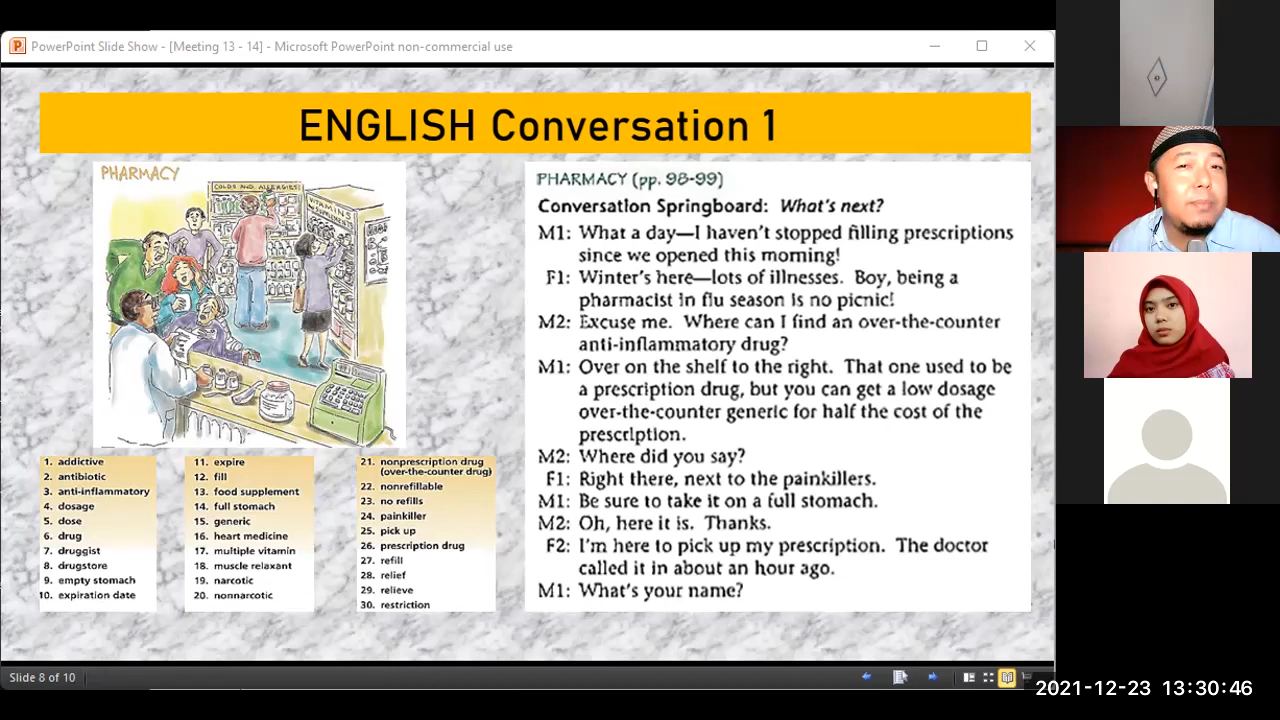 PowerPoint Slide Show - [Meeting 13 - 14] - Microsoft PowerPoint non-commercial use
ENGLISH Conversation 1
PHARMACY
COLDS AND ALLERGIES
VITAMINS
1. addictive
2. antibiotic
3. anti-inflammatory
4. dosage
5. dose
6. drug
7. druggist
8. drugstore
9. empty stomach
10. expiration date
11. expire
12. fill
13. food supplement
14. full stomach
15. generic
16. heart medicine
17. multiple vitamin
18. muscle relaxant
19. narcotic
20. nonnarcotic
21. nonprescription drug
(over-the-counter drug)
22. nonrefillable
23. no refills
24. painkiller
25. pick up
26. prescription drug
27. refill
28. relief
29. relieve
30. restriction
PHARMACY (pp. 98-99)
Conversation Springboard: What's next?
M1: What a day—I haven't stopped filling prescriptions
since we opened this morning!
F1: Winter's here—lots of illnesses. Boy, being a
pharmacist in flu season is no picnic!
M2: Excuse me. Where can I find an over-the-counter
anti-inflammatory drug?
M1: Over on the shelf to the right. That one used to be
a prescription drug, but you can get a low dosage
over-the-counter generic for half the cost of the
prescription.
M2: Where did you say?
F1: Right there, next to the painkillers.
M1: Be sure to take it on a full stomach.
M2: Oh, here it is. Thanks.
F2: I'm here to pick up my prescription. The doctor
called it in about an hour ago.
M1: What's your name?
Slide 8 of 10
2021-12-23 13:30:46